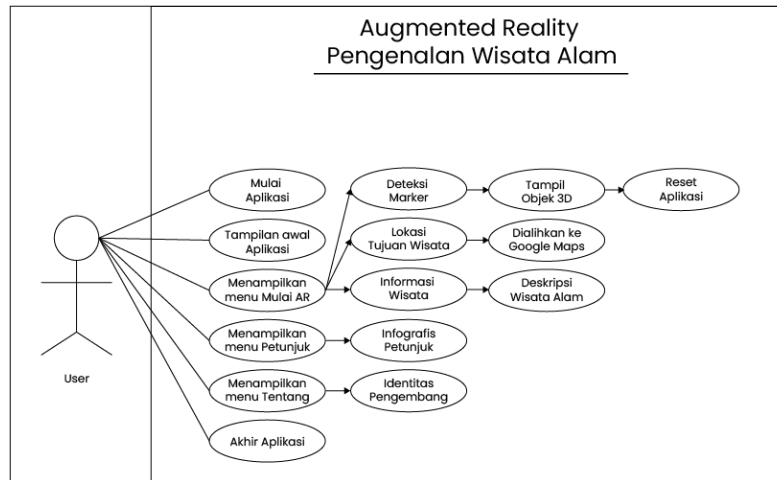 Augmented Reality
Pengenalan Wisata Alam
Mulai
Aplikasi
Deteksi
Marker
Tampil
Objek 3D
Reset
Aplikasi
Tampilan awal
Aplikasi
Lokasi
Tujuan Wisata
Dialihkan ke
Google Maps
Menampilkan
menu Mulai AR
Informasi
Wisata
Deskripsi
Wisata Alam
Menampilkan
menu Petunjuk
Infografis
Petunjuk
Menampilkan
menu Tentang
Identitas
Pengembang
Akhir Aplikasi
User